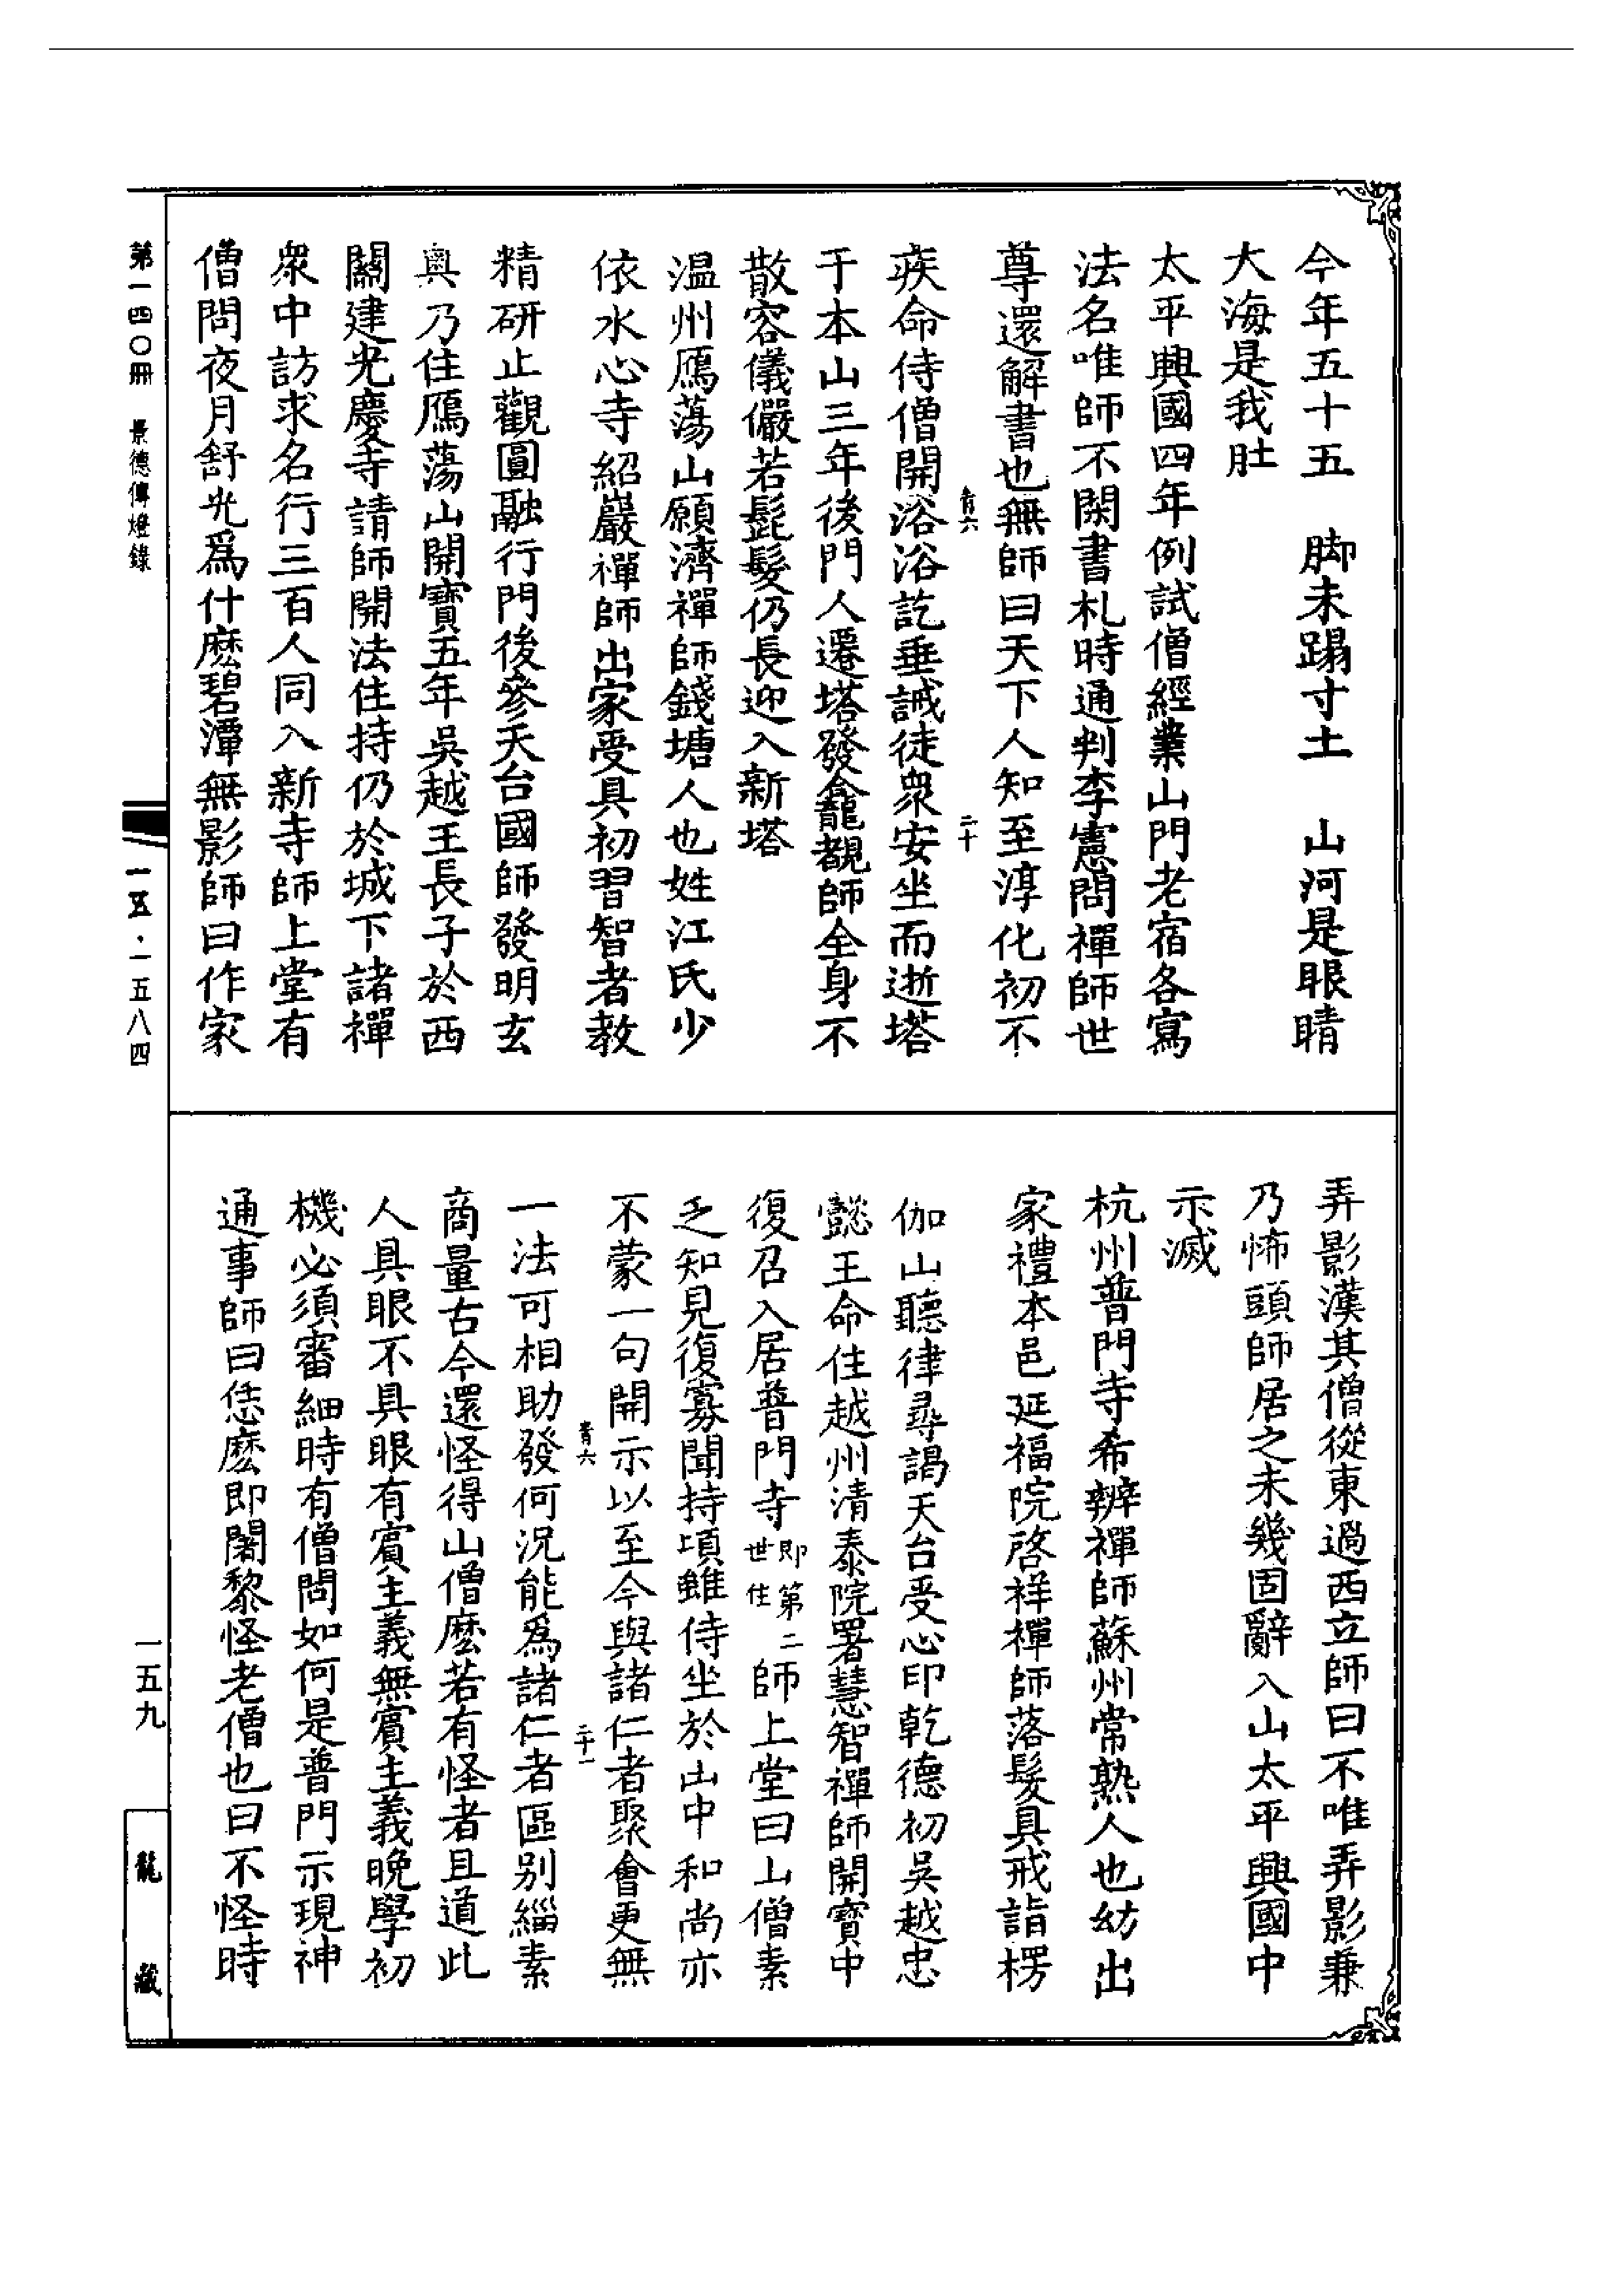 今年五十五　脚未蹋寸土　山河是眼睛
大海是我肚
太平興國四年例試僧經業山門老宿各寫
法名唯師不閑書札時通判李憲問禪師世
尊還解書也無師曰天下人知至淳化初不
青六
二十
疾命侍僧開浴浴訖垂誡徒衆安坐而逝塔
于本山三年後門人遷塔發龕覩師全身不
散容儀儼若髭髮仍長迎入新塔
温州鴈蕩山願濟禪師錢塘人也姓江氏少
依水心寺紹巖禪師出家受具初習智者教
精研止觀圓融行門後參天台國師發明玄
奧乃住鴈蕩山開寶五年吳越王長子於西
關建光慶寺請師開法住持仍於城下諸禪
衆中訪求名行三百人同入新寺師上堂有
僧問夜月舒光爲什麽碧潭無影師曰作家
弄影漢其僧從東過西立師曰不唯弄影兼
乃怖頭師居之未幾固辭入山太平興國中
示滅
杭州普門寺希辨禪師蘇州常熟人也幼出
家禮本邑延福院啓祥禪師落髮具戒詣楞
伽山聽律尋謁天台受心印乾德初吳越忠
懿王命住越州清泰院署慧智禪師開寶中
復召入居普門寺即第二世住師上堂曰山僧素
乏知見復寡聞持頃雖侍坐於山中和尚亦
不蒙一句開示以至今與諸仁者聚會更無
青六
二十一
一法可相助發何況能爲諸仁者區别緇素
商量古今還怪得山僧麽若有怪者且道此
人具眼不具眼有賓主義無賓主義晚學初
機必須審細時有僧問如何是普門示現神
通事師曰恁麽即闍黎怪老僧也曰不怪時
第一四〇冊　景德傳燈錄
一五·一五八四
一五九
龍藏